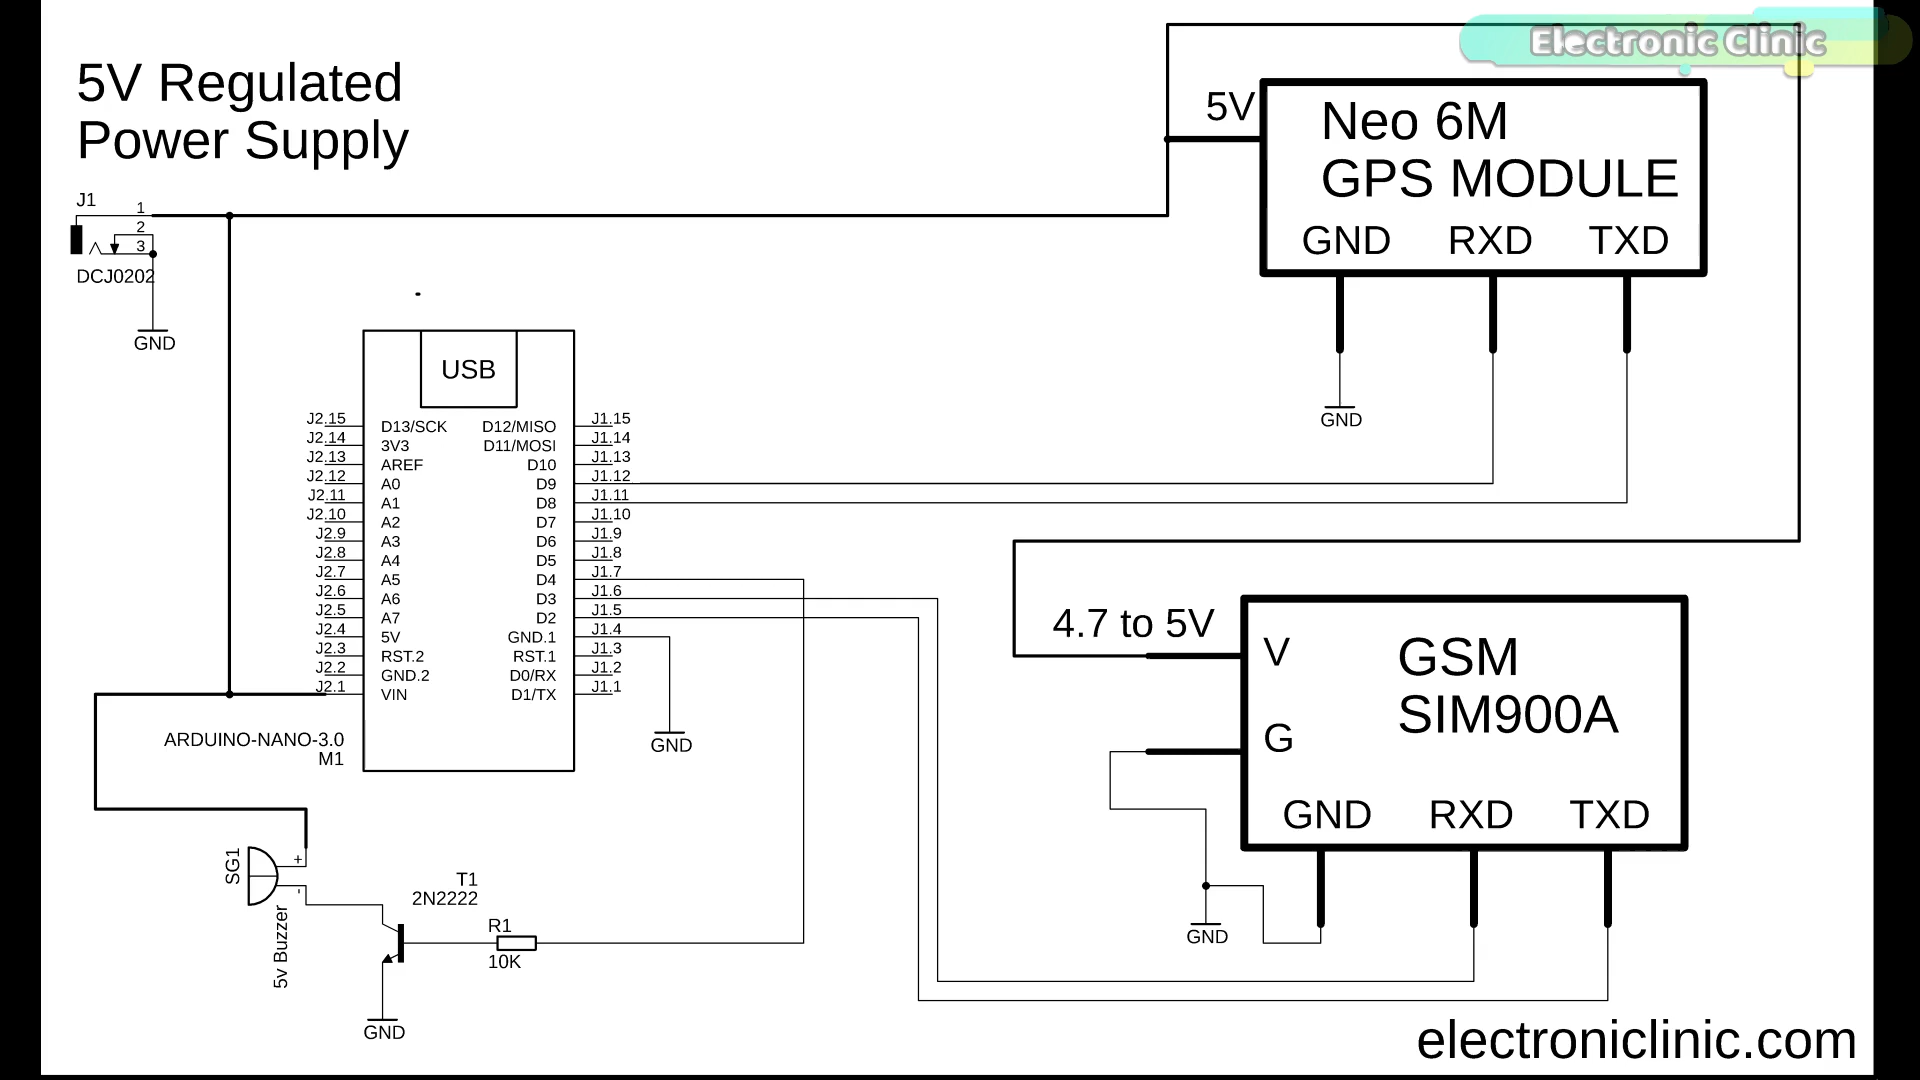 Electronic Clinic
5V Regulated
Power Supply
J1
1
2
3
DCJ0202
GND
5V
Neo 6M
GPS MODULE
GND RXD TXD
GND
USB
J2.15 D13/SCK D12/MISO J1.15
J2.14 3V3 D11/MOSI J1.14
J2.13 AREF D10 J1.13
J2.12 A0 D9 J1.12
J2.11 A1 D8 J1.11
J2.10 A2 D7 J1.10
J2.9 A3 D6 J1.9
J2.8 A4 D5 J1.8
J2.7 A5 D4 J1.7
J2.6 A6 D3 J1.6
J2.5 A7 D2 J1.5
J2.4 5V GND.1 J1.4
J2.3 RST.2 RST.1 J1.3
J2.2 GND.2 D0/RX J1.2
J2.1 VIN D1/TX J1.1
ARDUINO-NANO-3.0
M1
GND
4.7 to 5V
V
GSM
SIM900A
G
GND RXD TXD
GND
SG1
+
-
5v Buzzer
T1
2N2222
R1
10K
GND
electroniclinic.com